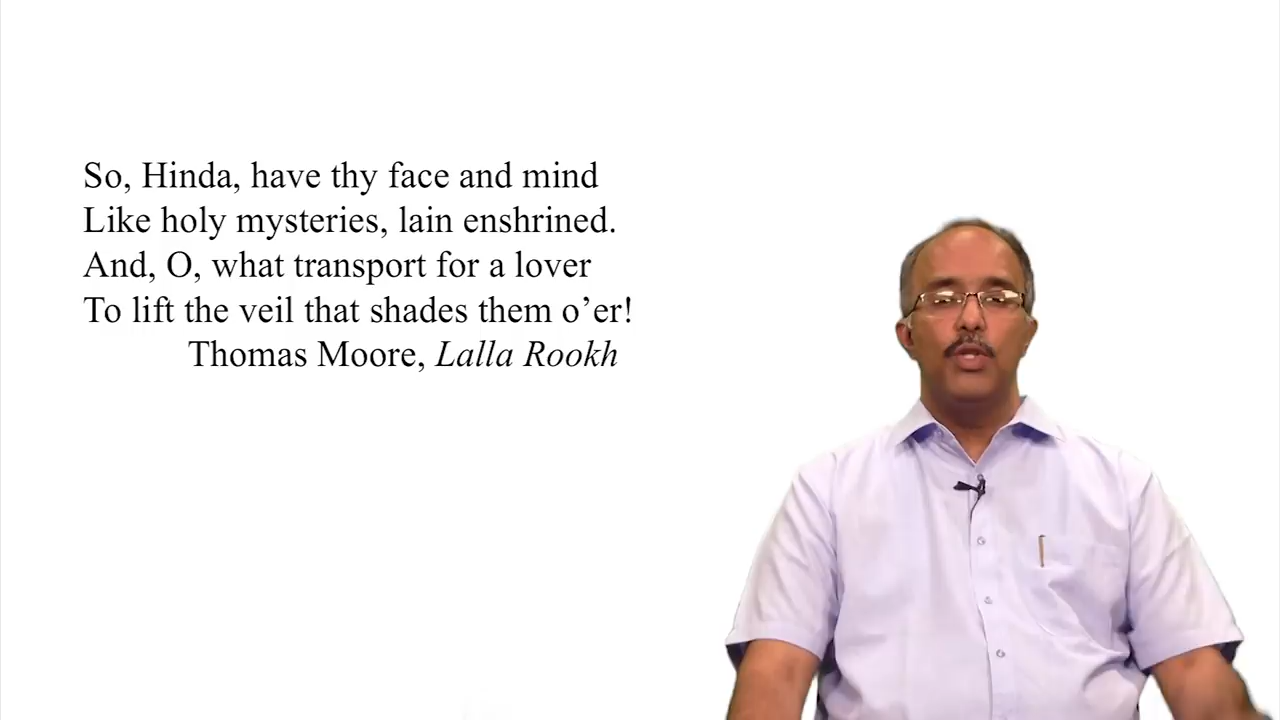 So, Hinda, have thy face and mind
Like holy mysteries, lain enshrined.
And, O, what transport for a lover
To lift the veil that shades them o’er!
Thomas Moore, Lalla Rookh